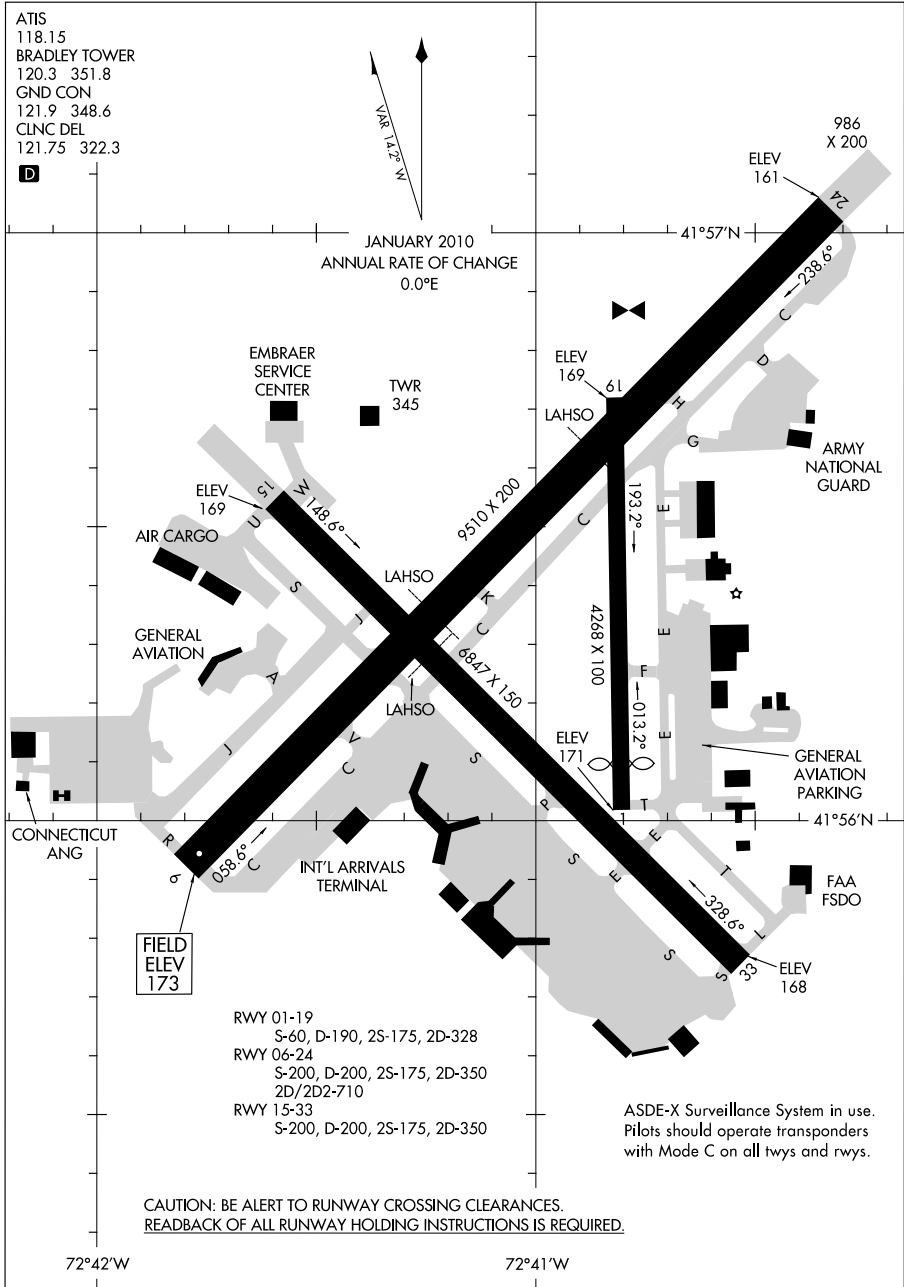 ATIS
118.15
BRADLEY TOWER
120.3 351.8
GND CON
121.9 348.6
CLNC DEL
121.75 322.3
D
VAR 14.2° W
JANUARY 2010
ANNUAL RATE OF CHANGE
0.0°E
986
X 200
ELEV
161
24
41°57'N
238.6°
C
D
EMBRAER
SERVICE
CENTER
TWR
345
ELEV
169
19
LAHSO
H
G
ARMY
NATIONAL
GUARD
ELEV
169
15
W
U
148.6°
9510 X 200
C
193.2°
E
AIR CARGO
S
LAHSO
J
K
C
4268 X 100
E
GENERAL
AVIATION
A
6847 X 150
F
LAHSO
013.2°
J
V
C
S
ELEV
171
E
GENERAL
AVIATION
PARKING
P
T
E
41°56'N
CONNECTICUT
ANG
R
6
058.6°
C
INT'L ARRIVALS
TERMINAL
S
E
T
FAA
FSDO
328.6°
L
S
S
33
ELEV
168
FIELD
ELEV
173
RWY 01-19
S-60, D-190, 2S-175, 2D-328
RWY 06-24
S-200, D-200, 2S-175, 2D-350
2D/2D2-710
RWY 15-33
S-200, D-200, 2S-175, 2D-350
ASDE-X Surveillance System in use.
Pilots should operate transponders
with Mode C on all twys and rwys.
CAUTION: BE ALERT TO RUNWAY CROSSING CLEARANCES.
READBACK OF ALL RUNWAY HOLDING INSTRUCTIONS IS REQUIRED.
72°42'W
72°41'W